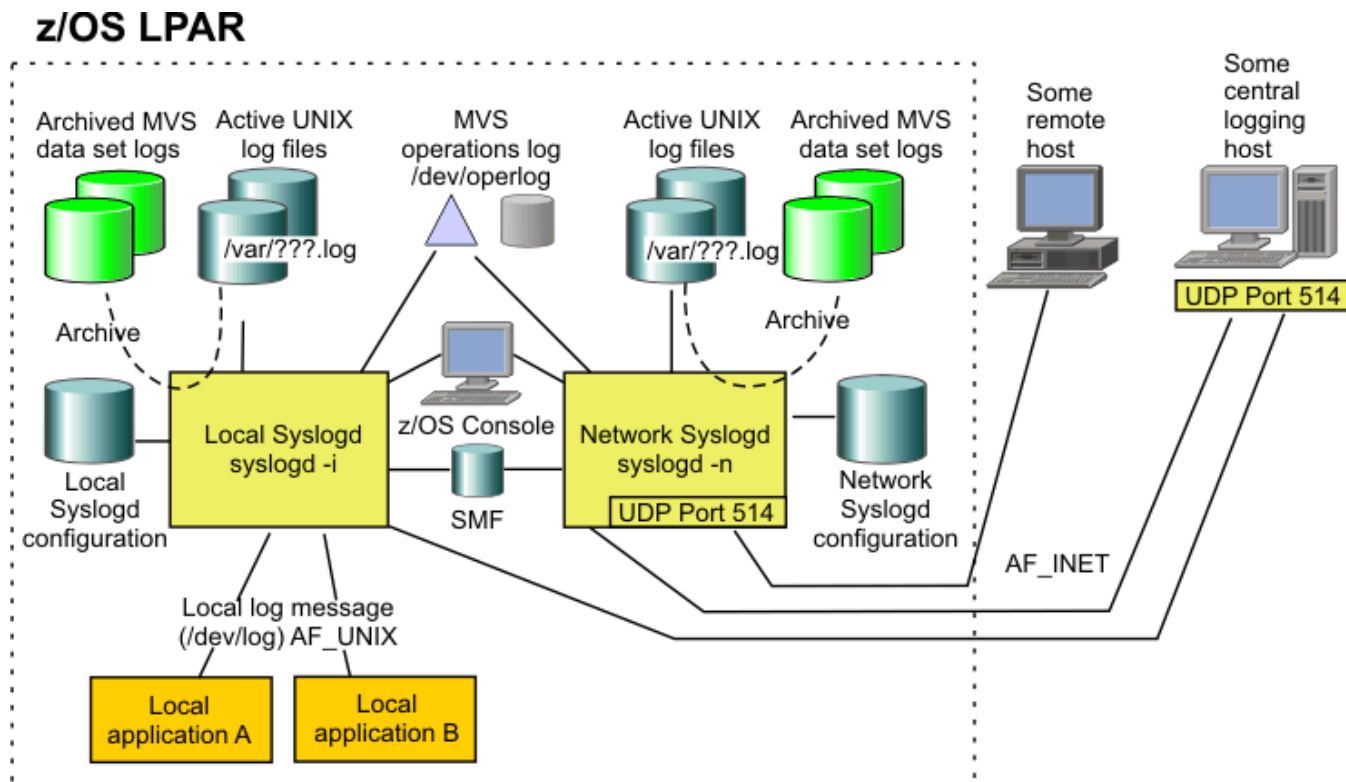 z/OS LPAR
Archived MVS
data set logs
Active UNIX
log files
MVS
operations log
/dev/operlog
Active UNIX
log files
Archived MVS
data set logs
Some
remote
host
Some
central
logging
host
/var/???.log
/var/???.log
UDP Port 514
Archive
Archive
Local Syslogd
syslogd -i
z/OS Console
Network Syslogd
syslogd -n
UDP Port 514
Local
Syslogd
configuration
SMF
Network
Syslogd
configuration
AF_INET
Local log message
(/dev/log) AF_UNIX
Local
application A
Local
application B